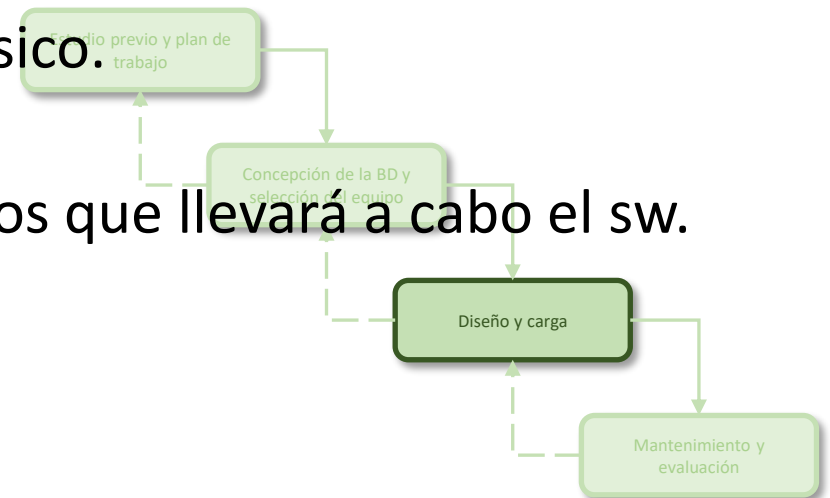 sico.
Estudio previo y plan de
trabajo
Concepción de la BD y
selección del equipo
os que llevará a cabo el sw.
Diseño y carga
Mantenimiento y
evaluación